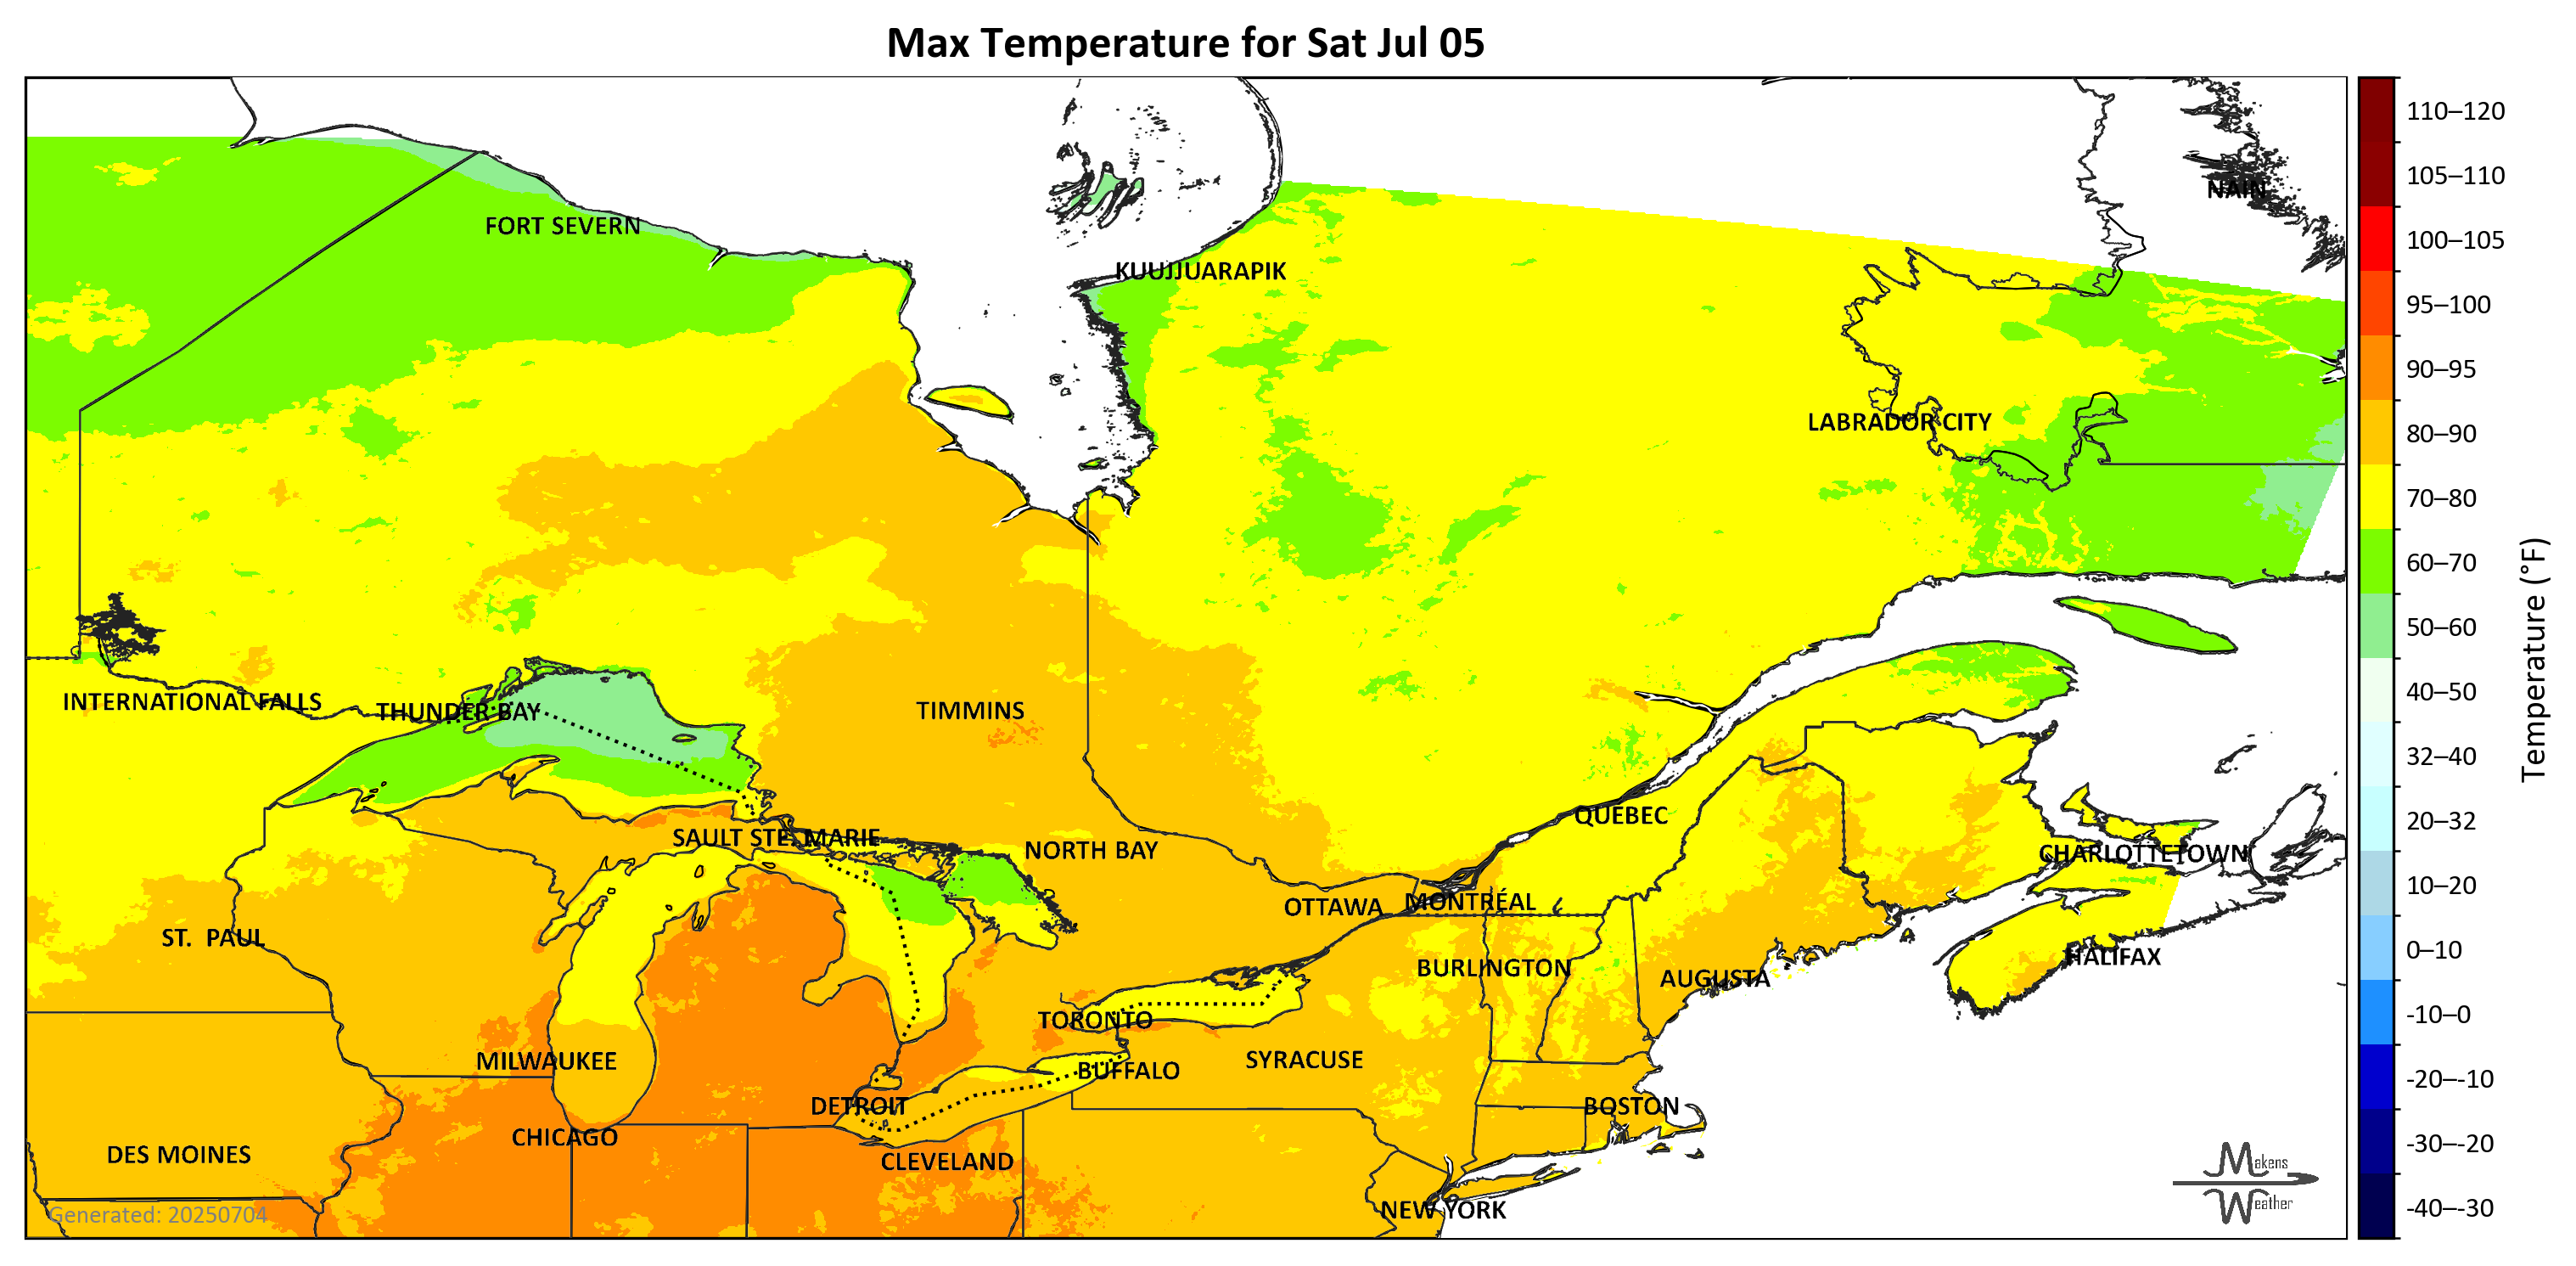 Max Temperature for Sat Jul 05
NAIN
FORT SEVERN
KUUJJUARAPIK
LABRADOR CITY
INTERNATIONAL FALLS
THUNDER BAY
TIMMINS
QUEBEC
SAULT STE. MARIE
NORTH BAY
CHARLOTTETOWN
OTTAWA
MONTRÉAL
ST. PAUL
HALIFAX
BURLINGTON
AUGUSTA
TORONTO
MILWAUKEE
SYRACUSE
BUFFALO
DETROIT
BOSTON
CHICAGO
DES MOINES
CLEVELAND
NEW YORK
Generated: 20250704
Makens
Weather
110–120
105–110
100–105
95–100
90–95
80–90
70–80
60–70
50–60
40–50
32–40
20–32
10–20
0–10
-10–0
-20–-10
-30–-20
-40–-30
Temperature (°F)